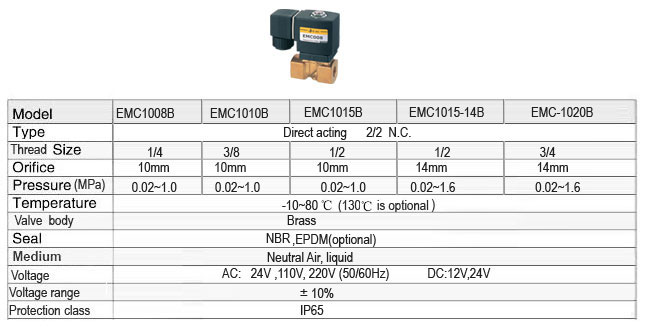 EMC008
Model EMC1008B EMC1010B EMC1015B EMC1015-14B EMC-1020B
Type Direct acting 2/2 N.C.
Thread Size 1/4 3/8 1/2 1/2 3/4
Orifice 10mm 10mm 10mm 14mm 14mm
Pressure (MPa) 0.02~1.0 0.02~1.0 0.02~1.0 0.02~1.6 0.02~1.6
Temperature -10~80 ℃ (130℃ is optional )
Valve body Brass
Seal NBR ,EPDM(optional)
Medium Neutral Air, liquid
Voltage AC: 24V ,110V, 220V (50/60Hz) DC:12V,24V
Voltage range ± 10%
Protection class IP65